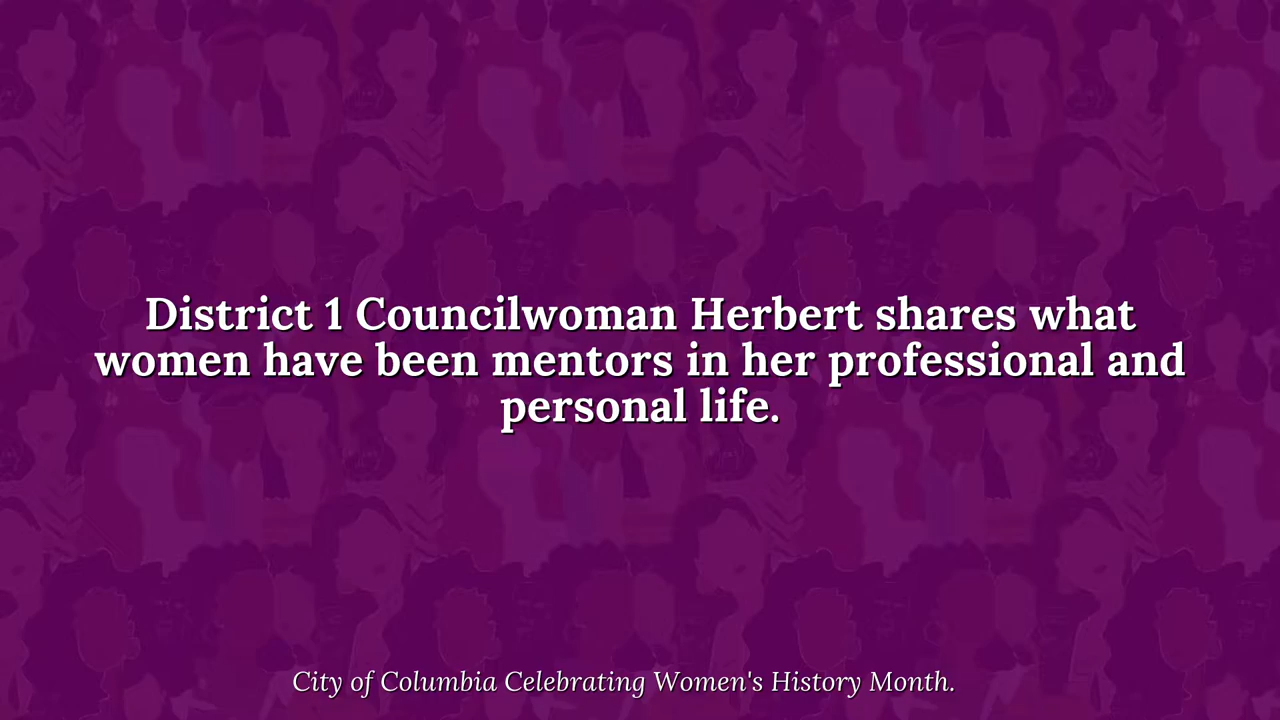 District 1 Councilwoman Herbert shares what
women have been mentors in her professional and
personal life.
City of Columbia Celebrating Women's History Month.